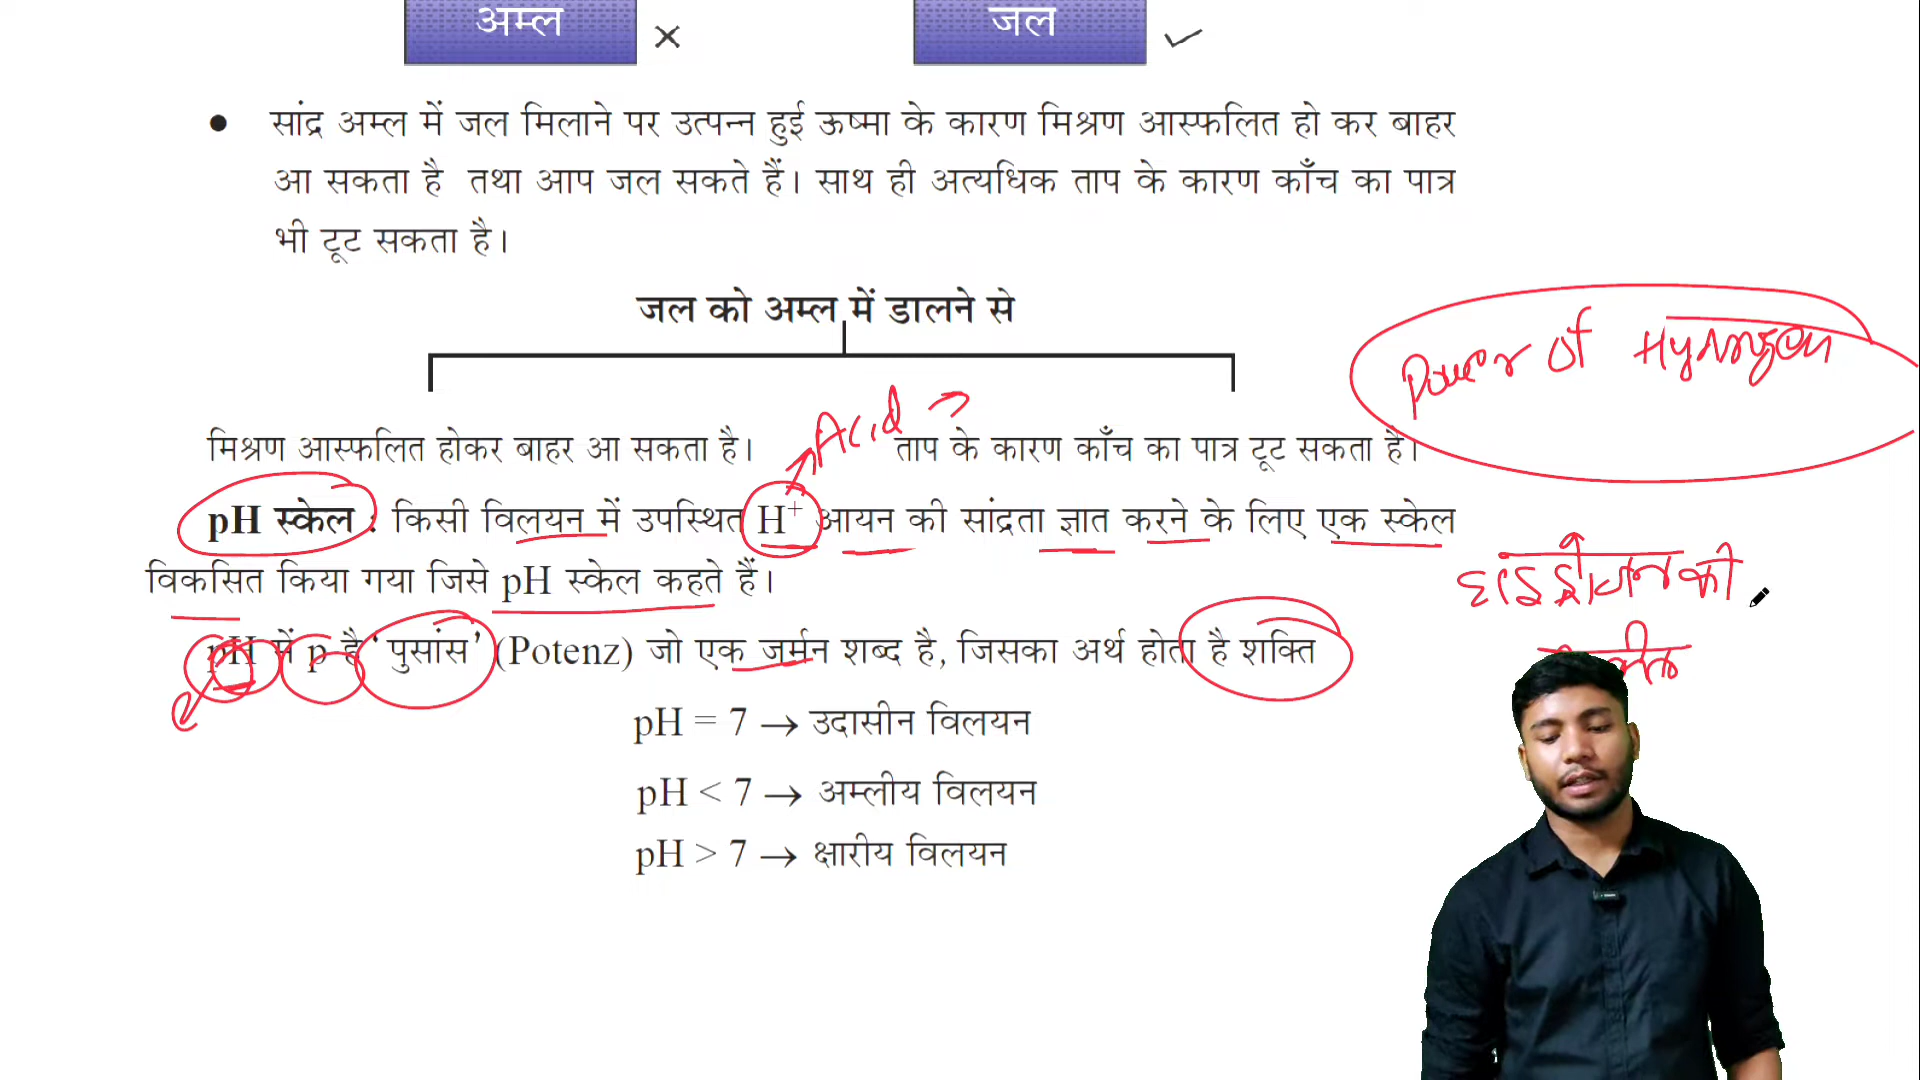 अम्ल × जल ✓
• सांद्र अम्ल में जल मिलाने पर उत्पन्न हुई ऊष्मा के कारण मिश्रण आस्फलित हो कर बाहर
आ सकता है तथा आप जल सकते हैं। साथ ही अत्यधिक ताप के कारण काँच का पात्र
भी टूट सकता है।
जल को अम्ल में डालने से
Power of Hydrogen
Acid →
मिश्रण आस्फलित होकर बाहर आ सकता है। ताप के कारण काँच का पात्र टूट सकता है।
pH स्केल : किसी विलयन में उपस्थित H⁺ आयन की सांद्रता ज्ञात करने के लिए एक स्केल
विकसित किया गया जिसे pH स्केल कहते हैं।
हाइड्रोजन की
pH में p है 'पुसांस' (Potenz) जो एक जर्मन शब्द है, जिसका अर्थ होता है शक्ति
pH = 7 → उदासीन विलयन
pH < 7 → अम्लीय विलयन
pH > 7 → क्षारीय विलयन